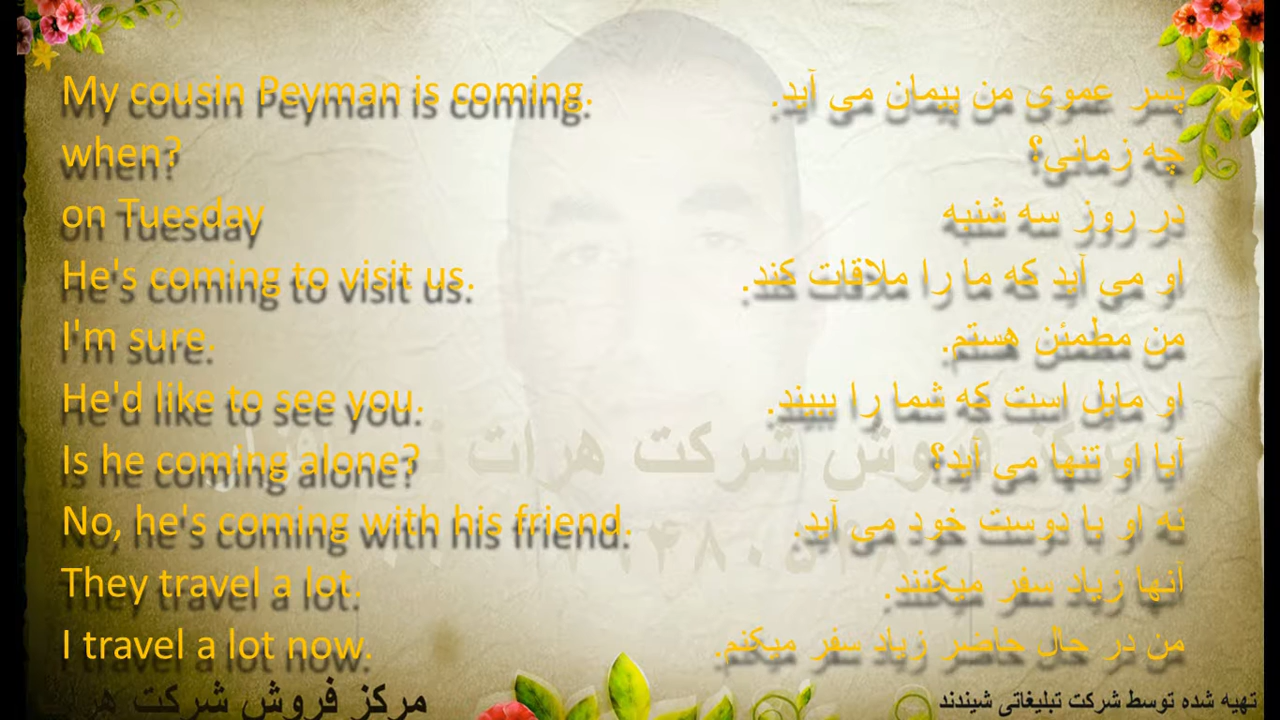 My cousin Peyman is coming.
پسر عموی من پیمان می آید.
when?
چه زمانی؟
on Tuesday
در روز سه شنبه
He's coming to visit us.
او می آید که ما را ملاقات کند.
I'm sure.
من مطمئن هستم.
He'd like to see you.
او مایل است که شما را ببیند.
Is he coming alone?
آیا او تنها می آید؟
No, he's coming with his friend.
نه او با دوست خود می آید.
They travel a lot.
آنها زیاد سفر میکنند.
I travel a lot now.
من در حال حاضر زیاد سفر میکنم.
مرکز فروش شرکت هرات
مرکز فروش شرکت
تهیه شده توسط شرکت تبلیغاتی شیندند